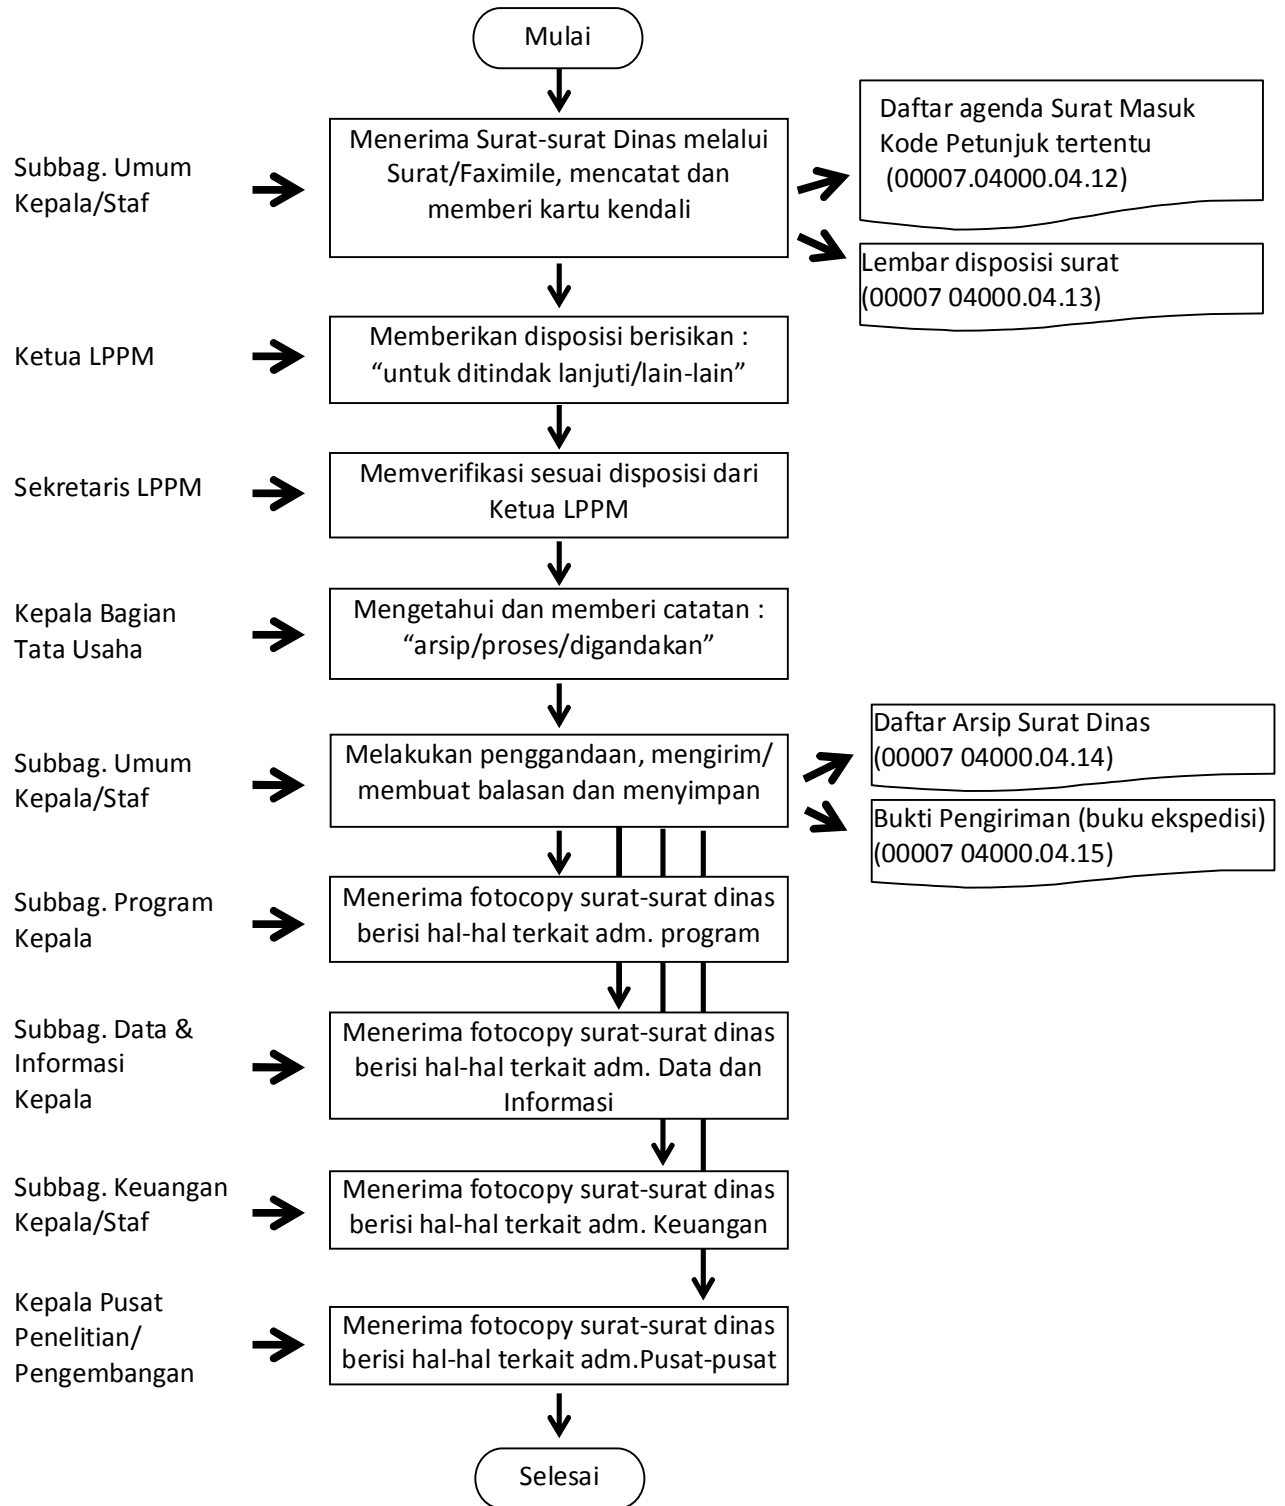 Mulai
Subbag. Umum
Kepala/Staf
Menerima Surat-surat Dinas melalui
Surat/Faximile, mencatat dan
memberi kartu kendali
Daftar agenda Surat Masuk
Kode Petunjuk tertentu
(00007.04000.04.12)
Lembar disposisi surat
(00007 04000.04.13)
Ketua LPPM
Memberikan disposisi berisikan :
“untuk ditindak lanjuti/lain-lain”
Sekretaris LPPM
Memverifikasi sesuai disposisi dari
Ketua LPPM
Kepala Bagian
Tata Usaha
Mengetahui dan memberi catatan :
“arsip/proses/digandakan”
Subbag. Umum
Kepala/Staf
Melakukan penggandaan, mengirim/
membuat balasan dan menyimpan
Daftar Arsip Surat Dinas
(00007 04000.04.14)
Bukti Pengiriman (buku ekspedisi)
(00007 04000.04.15)
Subbag. Program
Kepala
Menerima fotocopy surat-surat dinas
berisi hal-hal terkait adm. program
Subbag. Data &
Informasi
Kepala
Menerima fotocopy surat-surat dinas
berisi hal-hal terkait adm. Data dan
Informasi
Subbag. Keuangan
Kepala/Staf
Menerima fotocopy surat-surat dinas
berisi hal-hal terkait adm. Keuangan
Kepala Pusat
Penelitian/
Pengembangan
Menerima fotocopy surat-surat dinas
berisi hal-hal terkait adm.Pusat-pusat
Selesai